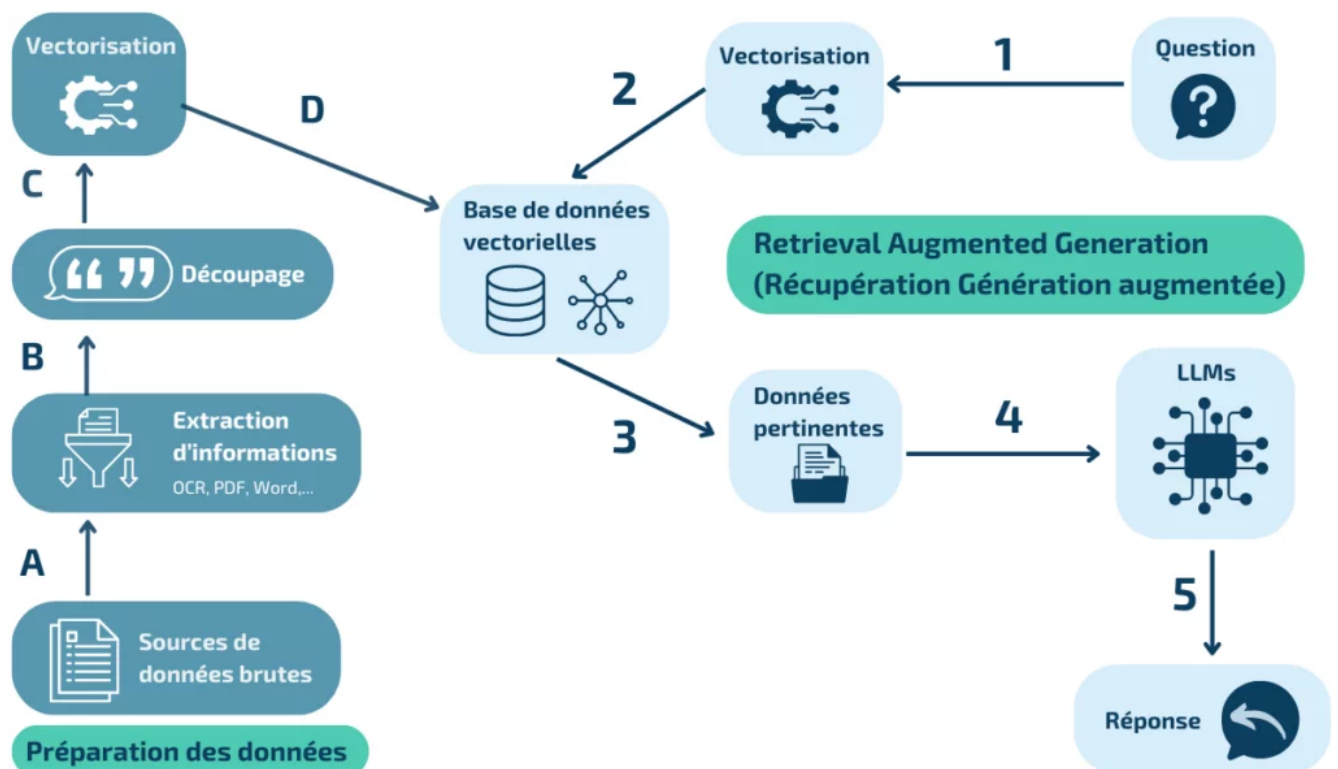 Vectorisation
D
C
Découpage
B
Extraction
d'informations
OCR, PDF, Word,...
A
Sources de
données brutes
Préparation des données
Question
1
Vectorisation
2
Base de données
vectorielles
Retrieval Augmented Generation
(Récupération Génération augmentée)
3
Données
pertinentes
4
LLMs
5
Réponse